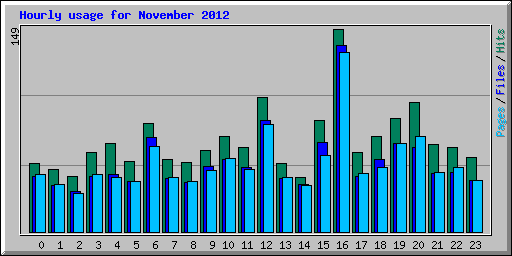 Hourly usage for November 2012
149
Pages / Files / Hits
0 1 2 3 4 5 6 7 8 9 10 11 12 13 14 15 16 17 18 19 20 21 22 23